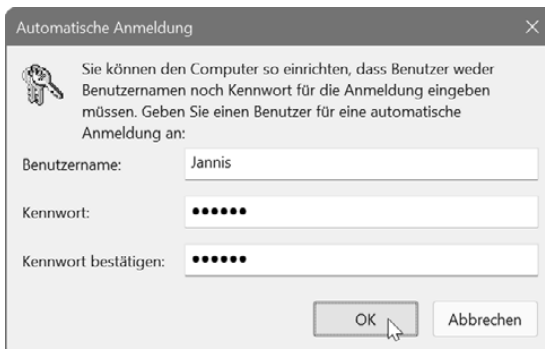 Automatische Anmeldung
Sie können den Computer so einrichten, dass Benutzer weder
Benutzernamen noch Kennwort für die Anmeldung eingeben
müssen. Geben Sie einen Benutzer für eine automatische
Anmeldung an:
Benutzername: Jannis
Kennwort: ●●●●●●
Kennwort bestätigen: ●●●●●●
OK Abbrechen